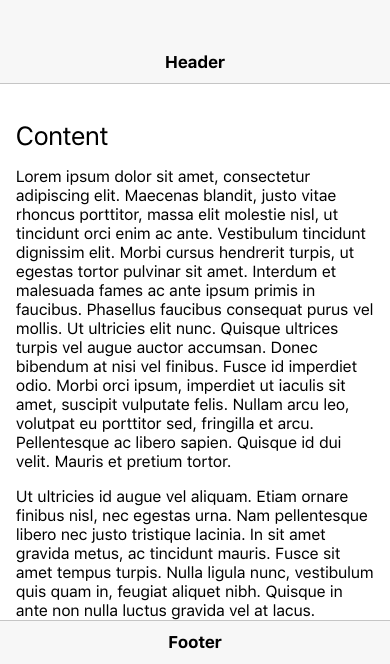 Header
Content
Lorem ipsum dolor sit amet, consectetur
adipiscing elit. Maecenas blandit, justo vitae
rhoncus porttitor, massa elit molestie nisl, ut
tincidunt orci enim ac ante. Vestibulum tincidunt
dignissim elit. Morbi cursus hendrerit turpis, ut
egestas tortor pulvinar sit amet. Interdum et
malesuada fames ac ante ipsum primis in
faucibus. Phasellus faucibus consequat purus vel
mollis. Ut ultricies elit nunc. Quisque ultrices
turpis vel augue auctor accumsan. Donec
bibendum at nisi vel finibus. Fusce id imperdiet
odio. Morbi orci ipsum, imperdiet ut iaculis sit
amet, suscipit vulputate felis. Nullam arcu leo,
volutpat eu porttitor sed, fringilla et arcu.
Pellentesque ac libero sapien. Quisque id dui
velit. Mauris et pretium tortor.
Ut ultricies id augue vel aliquam. Etiam ornare
finibus nisl, nec egestas urna. Nam pellentesque
libero nec justo tristique lacinia. In sit amet
gravida metus, ac tincidunt mauris. Fusce sit
amet tempus turpis. Nulla ligula nunc, vestibulum
quis quam in, feugiat aliquet nibh. Quisque in
ante non nulla luctus gravida vel at lacus.
Footer